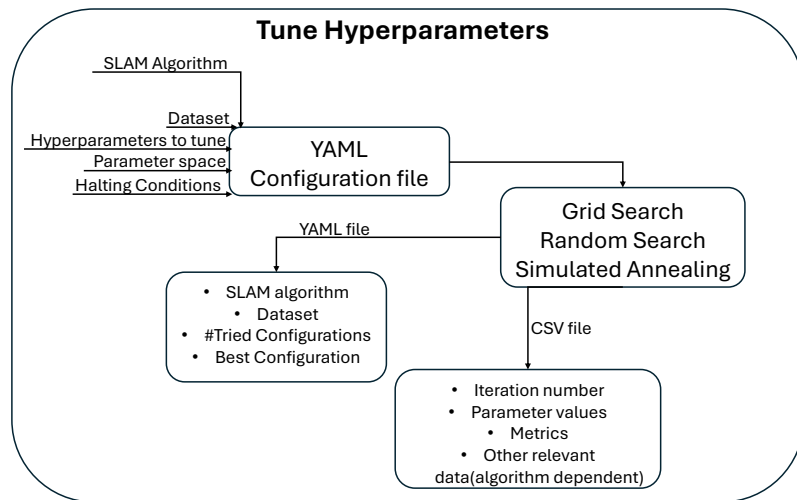 Tune Hyperparameters
SLAM Algorithm
Dataset
Hyperparameters to tune
Parameter space
Halting Conditions
YAML
Configuration file
Grid Search
Random Search
Simulated Annealing
YAML file
• SLAM algorithm
• Dataset
• #Tried Configurations
• Best Configuration
CSV file
• Iteration number
• Parameter values
• Metrics
• Other relevant
data(algorithm dependent)